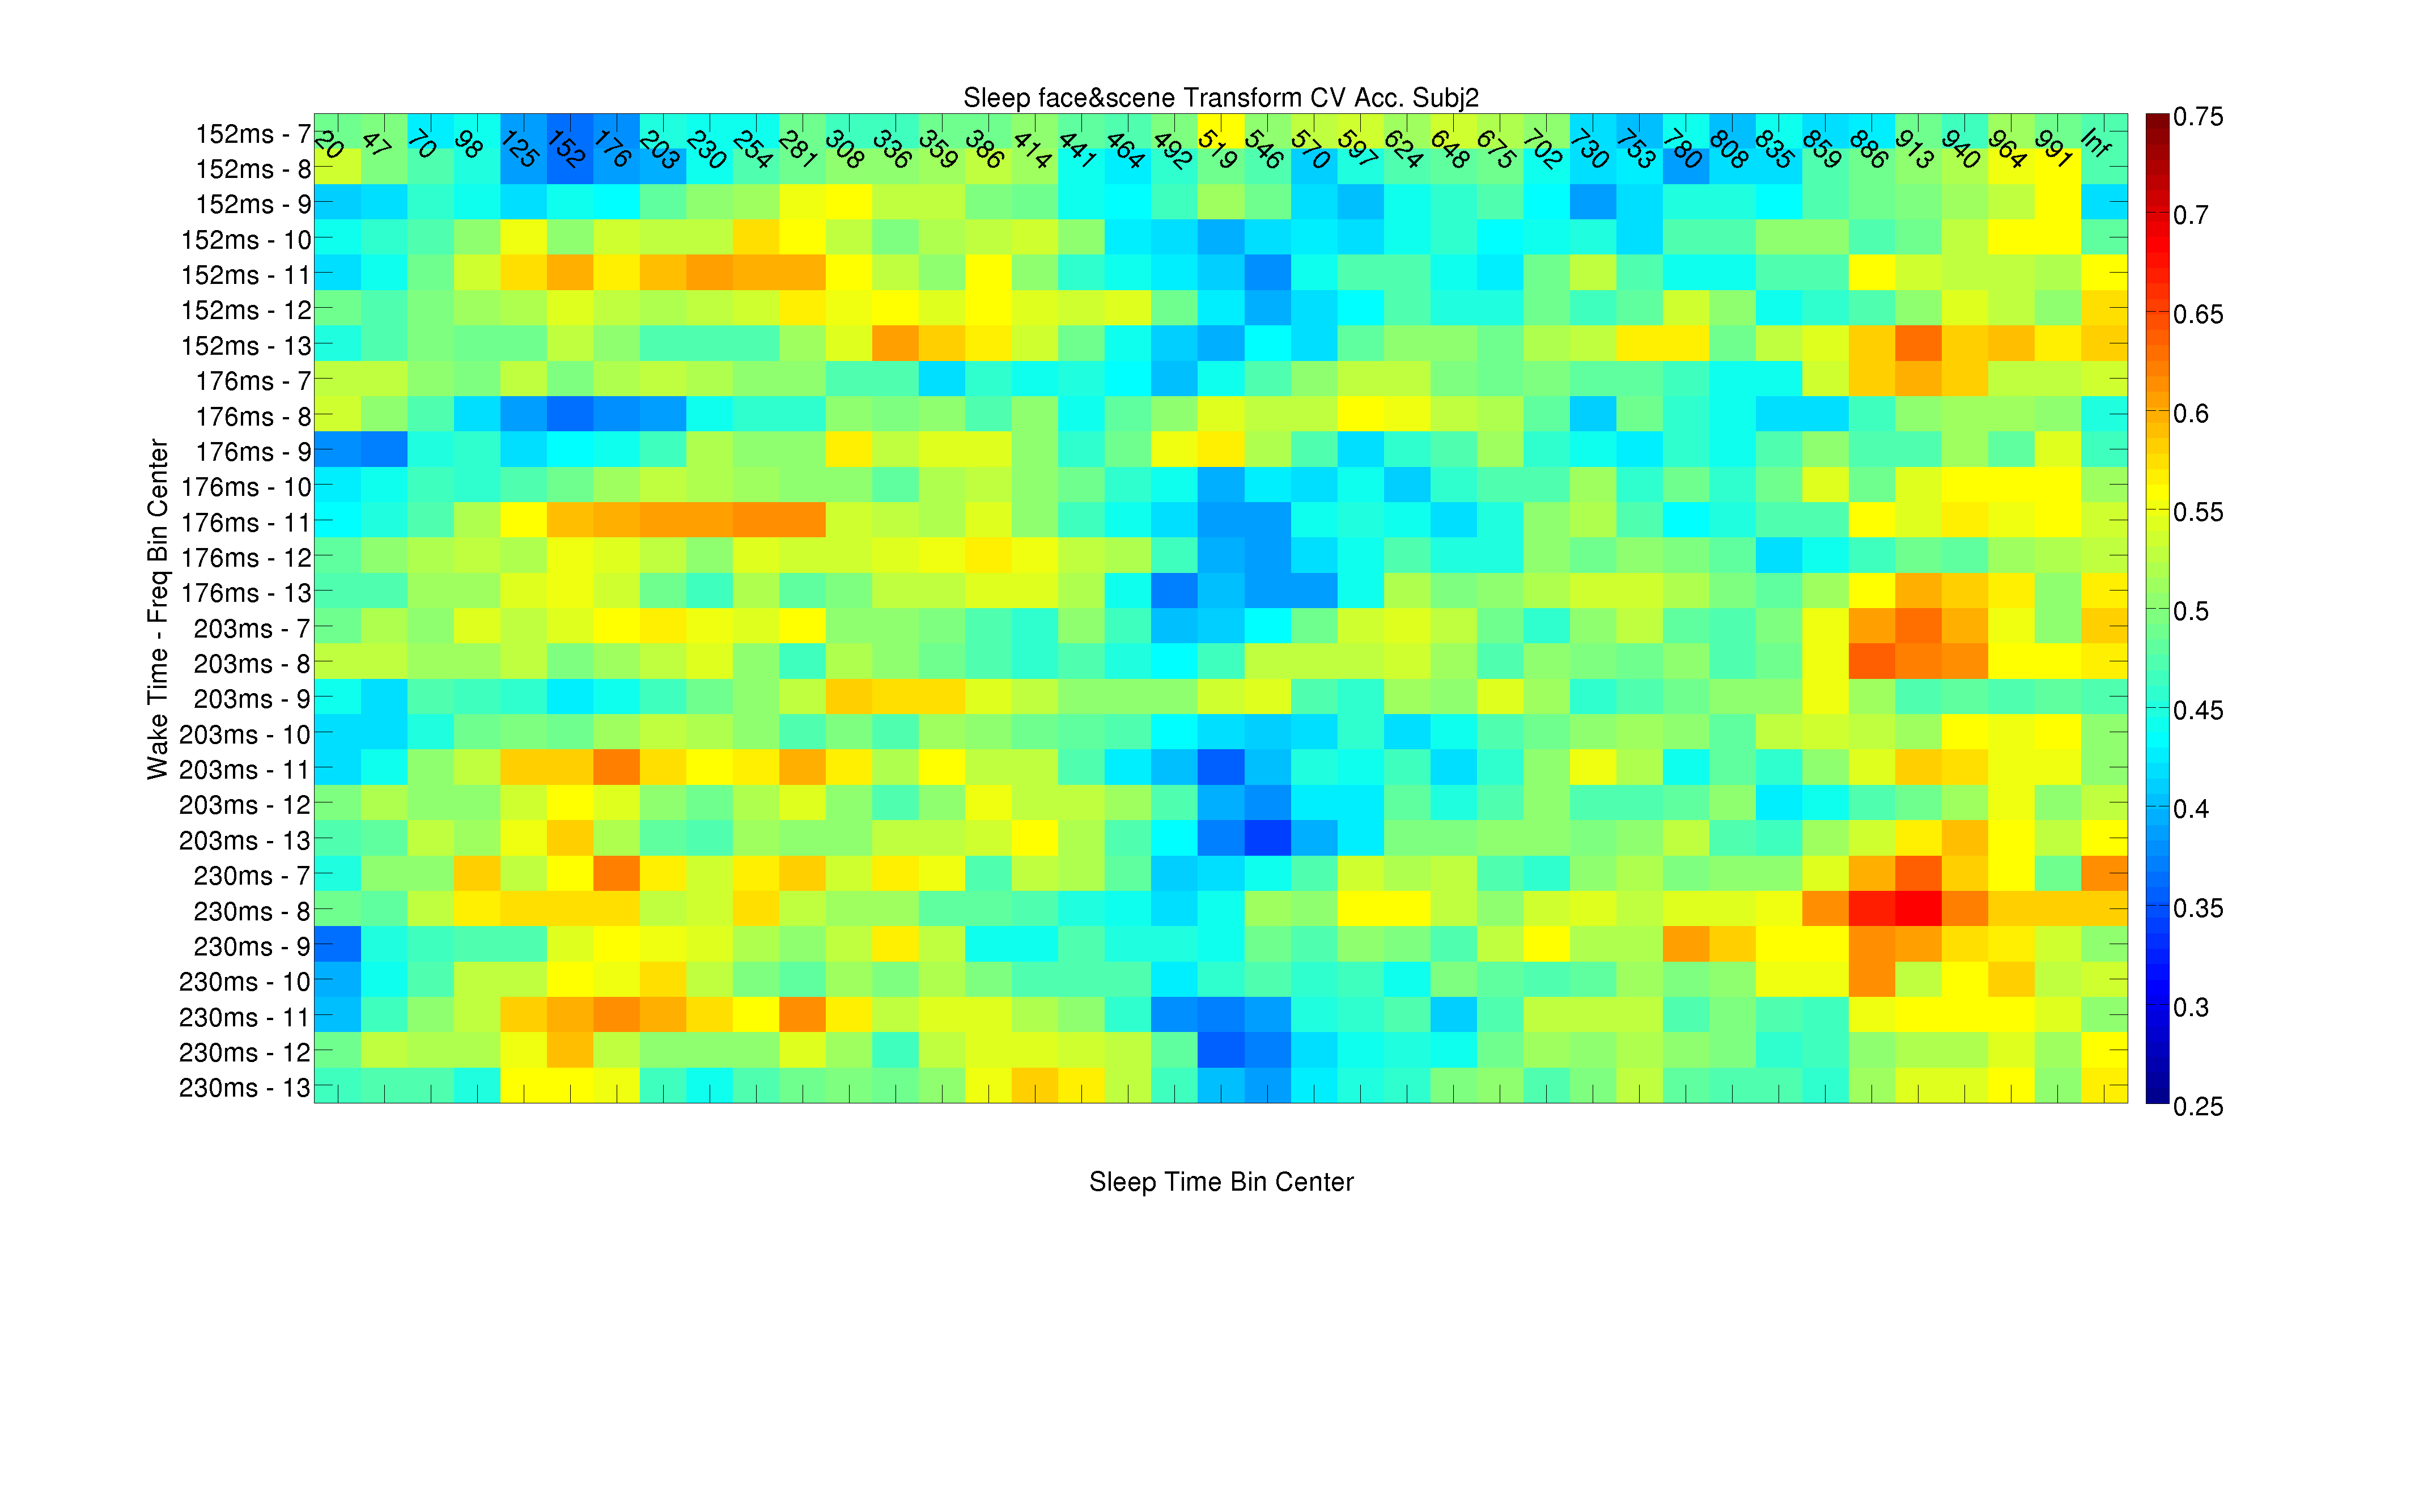 Sleep face&scene Transform CV Acc. Subj2
20 47 70 98 125 152 176 203 230 254 281 308 336 359 386 414 441 464 492 519 546 570 597 624 648 675 702 730 753 780 808 835 859 886 913 940 964 991 Inf
152ms - 7
152ms - 8
152ms - 9
152ms - 10
152ms - 11
152ms - 12
152ms - 13
176ms - 7
176ms - 8
176ms - 9
176ms - 10
176ms - 11
176ms - 12
176ms - 13
203ms - 7
203ms - 8
203ms - 9
203ms - 10
203ms - 11
203ms - 12
203ms - 13
230ms - 7
230ms - 8
230ms - 9
230ms - 10
230ms - 11
230ms - 12
230ms - 13
Wake Time - Freq Bin Center
0.75
0.7
0.65
0.6
0.55
0.5
0.45
0.4
0.35
0.3
0.25
Sleep Time Bin Center